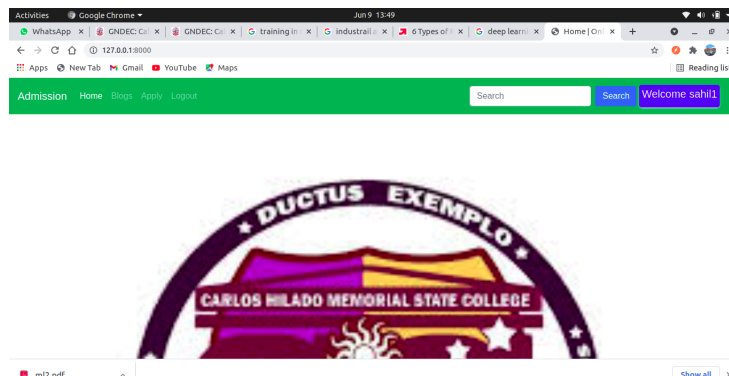 Activities Google Chrome Jun 9 13:49
WhatsApp GNDEC: Cal GNDEC: Cal training in industrail a 6 Types of deep learni Home | Onl
127.0.0.1:8000
Apps New Tab Gmail YouTube Maps Reading list
Admission Home Blogs Apply Logout Search Search Welcome sahil1
★ DUCTUS EXEMPLO ★
CARLOS HILADO MEMORIAL STATE COLLEGE
ml2.pdf Show all